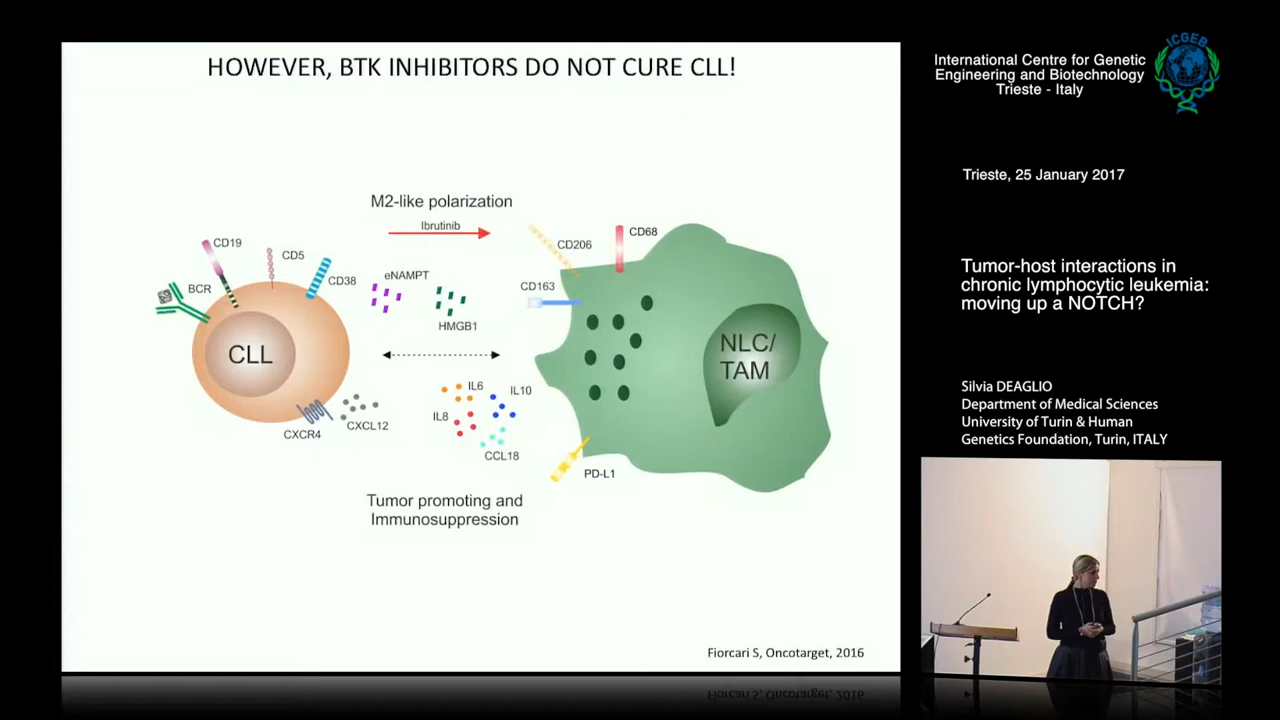 HOWEVER, BTK INHIBITORS DO NOT CURE CLL!
M2-like polarization
Ibrutinib
CD19
CD5
CD38
BCR
CLL
CXCR4
CXCL12
eNAMPT
HMGB1
IL6
IL10
IL8
CCL18
CD206
CD68
CD163
NLC/
TAM
PD-L1
Tumor promoting and
Immunosuppression
Fiorcari S, Oncotarget, 2016
International Centre for Genetic
Engineering and Biotechnology
Trieste - Italy
ICGEB
Trieste, 25 January 2017
Tumor-host interactions in
chronic lymphocytic leukemia:
moving up a NOTCH?
Silvia DEAGLIO
Department of Medical Sciences
University of Turin & Human
Genetics Foundation, Turin, ITALY